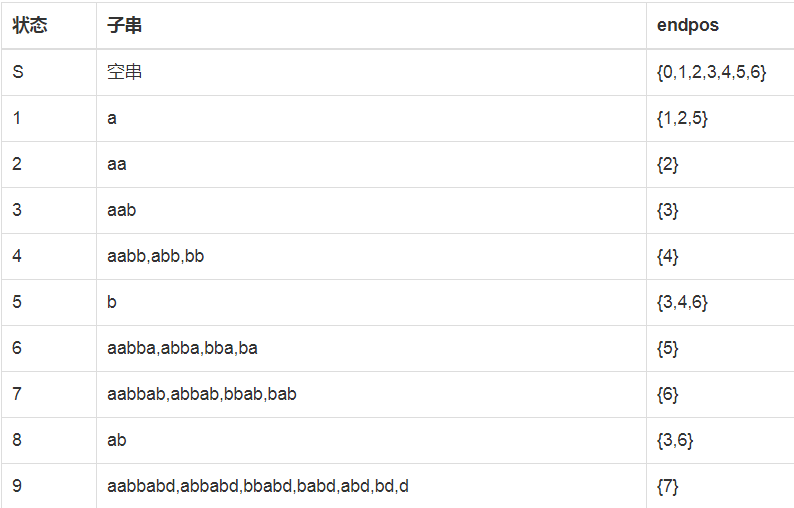 状态 子串 endpos
S 空串 {0,1,2,3,4,5,6}
1 a {1,2,5}
2 aa {2}
3 aab {3}
4 aabb,abb,bb {4}
5 b {3,4,6}
6 aabba,abba,bba,ba {5}
7 aabbab,abbab,bbab,bab {6}
8 ab {3,6}
9 aabbabd,abbabd,bbabd,babd,abd,bd,d {7}